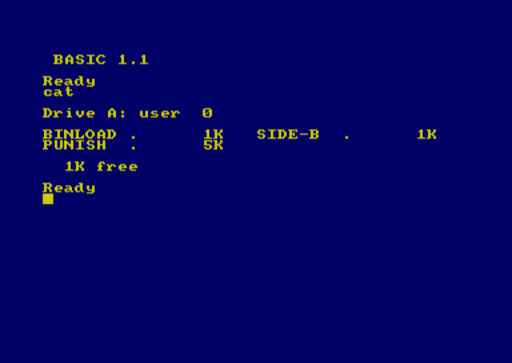 BASIC 1.1
Ready
cat
Drive A: user  0
BINLOAD .      1K   SIDE-B  .      1K
PUNISH  .      5K
1K free
Ready